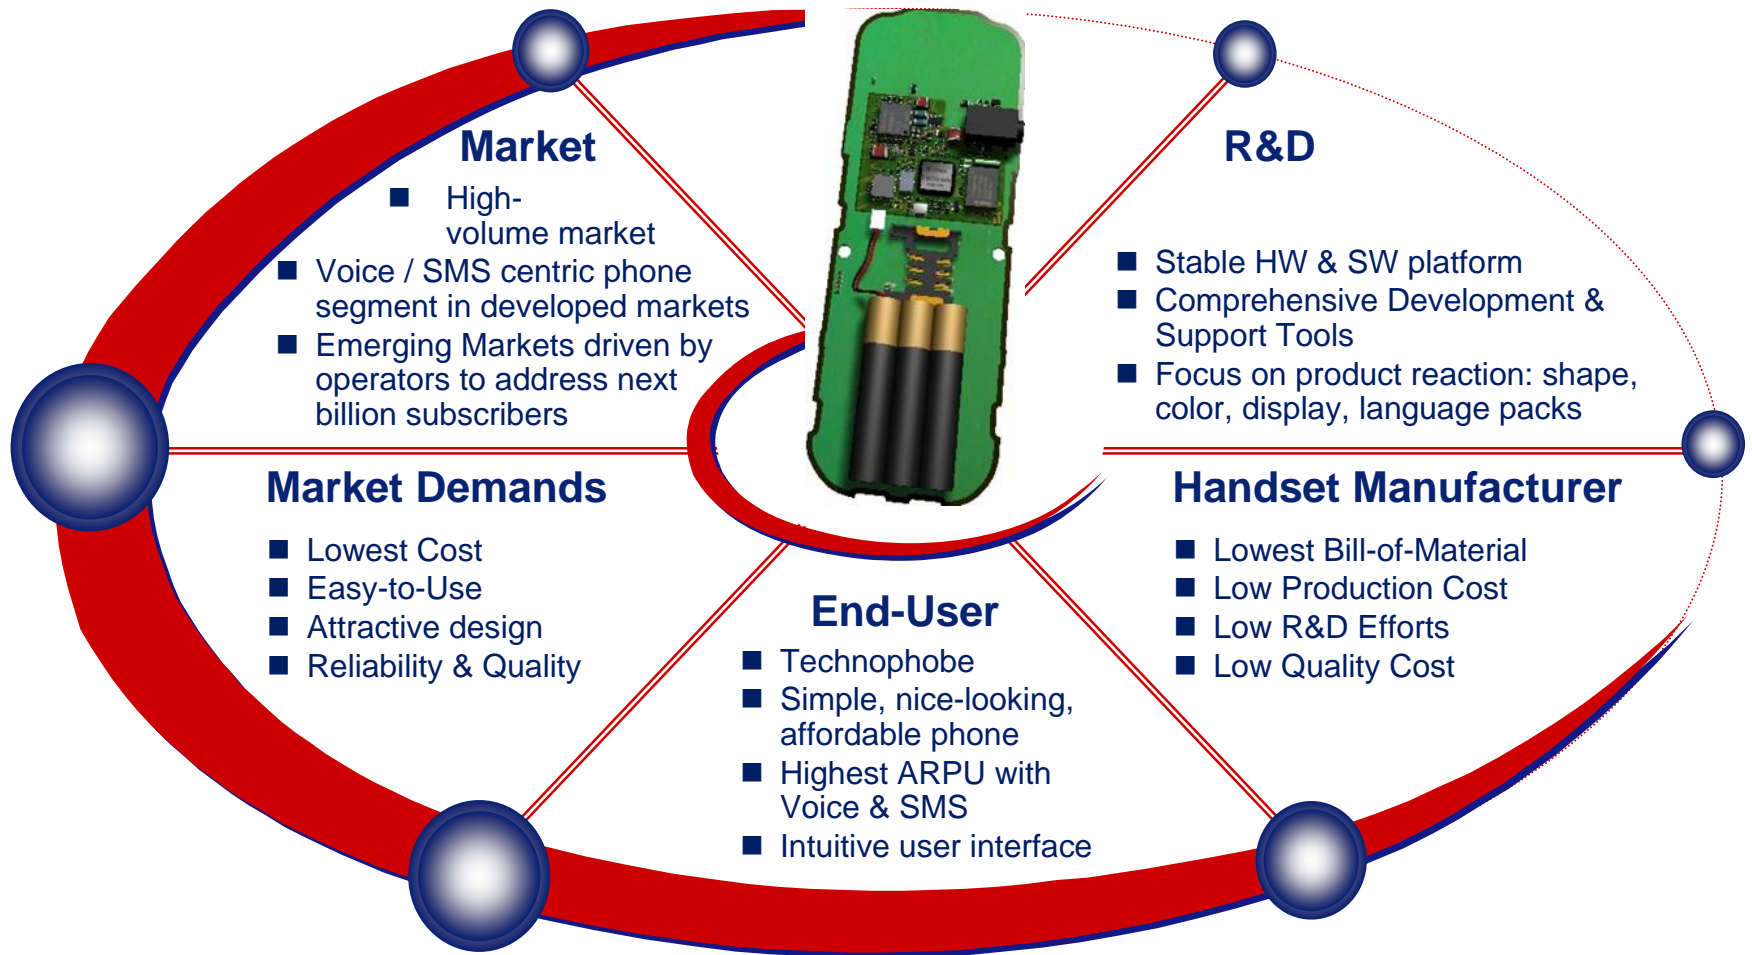 Market
■ High-
volume market
■ Voice / SMS centric phone
segment in developed markets
■ Emerging Markets driven by
operators to address next
billion subscribers
R&D
■ Stable HW & SW platform
■ Comprehensive Development &
Support Tools
■ Focus on product reaction: shape,
color, display, language packs
Market Demands
■ Lowest Cost
■ Easy-to-Use
■ Attractive design
■ Reliability & Quality
End-User
■ Technophobe
■ Simple, nice-looking,
affordable phone
■ Highest ARPU with
Voice & SMS
■ Intuitive user interface
Handset Manufacturer
■ Lowest Bill-of-Material
■ Low Production Cost
■ Low R&D Efforts
■ Low Quality Cost